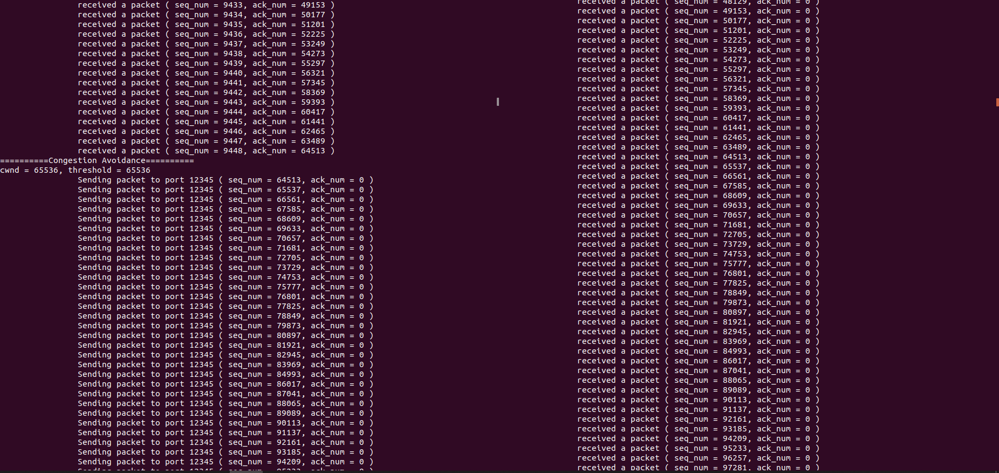 received a packet ( seq_num = 9433, ack_num = 49153 )
received a packet ( seq_num = 9434, ack_num = 50177 )
received a packet ( seq_num = 9435, ack_num = 51201 )
received a packet ( seq_num = 9436, ack_num = 52225 )
received a packet ( seq_num = 9437, ack_num = 53249 )
received a packet ( seq_num = 9438, ack_num = 54273 )
received a packet ( seq_num = 9439, ack_num = 55297 )
received a packet ( seq_num = 9440, ack_num = 56321 )
received a packet ( seq_num = 9441, ack_num = 57345 )
received a packet ( seq_num = 9442, ack_num = 58369 )
received a packet ( seq_num = 9443, ack_num = 59393 )
received a packet ( seq_num = 9444, ack_num = 60417 )
received a packet ( seq_num = 9445, ack_num = 61441 )
received a packet ( seq_num = 9446, ack_num = 62465 )
received a packet ( seq_num = 9447, ack_num = 63489 )
received a packet ( seq_num = 9448, ack_num = 64513 )
==========Congestion Avoidance==========
cwnd = 65536, threshold = 65536
Sending packet to port 12345 ( seq_num = 64513, ack_num = 0 )
Sending packet to port 12345 ( seq_num = 65537, ack_num = 0 )
Sending packet to port 12345 ( seq_num = 66561, ack_num = 0 )
Sending packet to port 12345 ( seq_num = 67585, ack_num = 0 )
Sending packet to port 12345 ( seq_num = 68609, ack_num = 0 )
Sending packet to port 12345 ( seq_num = 69633, ack_num = 0 )
Sending packet to port 12345 ( seq_num = 70657, ack_num = 0 )
Sending packet to port 12345 ( seq_num = 71681, ack_num = 0 )
Sending packet to port 12345 ( seq_num = 72705, ack_num = 0 )
Sending packet to port 12345 ( seq_num = 73729, ack_num = 0 )
Sending packet to port 12345 ( seq_num = 74753, ack_num = 0 )
Sending packet to port 12345 ( seq_num = 75777, ack_num = 0 )
Sending packet to port 12345 ( seq_num = 76801, ack_num = 0 )
Sending packet to port 12345 ( seq_num = 77825, ack_num = 0 )
Sending packet to port 12345 ( seq_num = 78849, ack_num = 0 )
Sending packet to port 12345 ( seq_num = 79873, ack_num = 0 )
Sending packet to port 12345 ( seq_num = 80897, ack_num = 0 )
Sending packet to port 12345 ( seq_num = 81921, ack_num = 0 )
Sending packet to port 12345 ( seq_num = 82945, ack_num = 0 )
Sending packet to port 12345 ( seq_num = 83969, ack_num = 0 )
Sending packet to port 12345 ( seq_num = 84993, ack_num = 0 )
Sending packet to port 12345 ( seq_num = 86017, ack_num = 0 )
Sending packet to port 12345 ( seq_num = 87041, ack_num = 0 )
Sending packet to port 12345 ( seq_num = 88065, ack_num = 0 )
Sending packet to port 12345 ( seq_num = 89089, ack_num = 0 )
Sending packet to port 12345 ( seq_num = 90113, ack_num = 0 )
Sending packet to port 12345 ( seq_num = 91137, ack_num = 0 )
Sending packet to port 12345 ( seq_num = 92161, ack_num = 0 )
Sending packet to port 12345 ( seq_num = 93185, ack_num = 0 )
Sending packet to port 12345 ( seq_num = 94209, ack_num = 0 )
received a packet ( seq_num = 48129, ack_num = 0 )
received a packet ( seq_num = 49153, ack_num = 0 )
received a packet ( seq_num = 50177, ack_num = 0 )
received a packet ( seq_num = 51201, ack_num = 0 )
received a packet ( seq_num = 52225, ack_num = 0 )
received a packet ( seq_num = 53249, ack_num = 0 )
received a packet ( seq_num = 54273, ack_num = 0 )
received a packet ( seq_num = 55297, ack_num = 0 )
received a packet ( seq_num = 56321, ack_num = 0 )
received a packet ( seq_num = 57345, ack_num = 0 )
received a packet ( seq_num = 58369, ack_num = 0 )
received a packet ( seq_num = 59393, ack_num = 0 )
received a packet ( seq_num = 60417, ack_num = 0 )
received a packet ( seq_num = 61441, ack_num = 0 )
received a packet ( seq_num = 62465, ack_num = 0 )
received a packet ( seq_num = 63489, ack_num = 0 )
received a packet ( seq_num = 64513, ack_num = 0 )
received a packet ( seq_num = 65537, ack_num = 0 )
received a packet ( seq_num = 66561, ack_num = 0 )
received a packet ( seq_num = 67585, ack_num = 0 )
received a packet ( seq_num = 68609, ack_num = 0 )
received a packet ( seq_num = 69633, ack_num = 0 )
received a packet ( seq_num = 70657, ack_num = 0 )
received a packet ( seq_num = 71681, ack_num = 0 )
received a packet ( seq_num = 72705, ack_num = 0 )
received a packet ( seq_num = 73729, ack_num = 0 )
received a packet ( seq_num = 74753, ack_num = 0 )
received a packet ( seq_num = 75777, ack_num = 0 )
received a packet ( seq_num = 76801, ack_num = 0 )
received a packet ( seq_num = 77825, ack_num = 0 )
received a packet ( seq_num = 78849, ack_num = 0 )
received a packet ( seq_num = 79873, ack_num = 0 )
received a packet ( seq_num = 80897, ack_num = 0 )
received a packet ( seq_num = 81921, ack_num = 0 )
received a packet ( seq_num = 82945, ack_num = 0 )
received a packet ( seq_num = 83969, ack_num = 0 )
received a packet ( seq_num = 84993, ack_num = 0 )
received a packet ( seq_num = 86017, ack_num = 0 )
received a packet ( seq_num = 87041, ack_num = 0 )
received a packet ( seq_num = 88065, ack_num = 0 )
received a packet ( seq_num = 89089, ack_num = 0 )
received a packet ( seq_num = 90113, ack_num = 0 )
received a packet ( seq_num = 91137, ack_num = 0 )
received a packet ( seq_num = 92161, ack_num = 0 )
received a packet ( seq_num = 93185, ack_num = 0 )
received a packet ( seq_num = 94209, ack_num = 0 )
received a packet ( seq_num = 95233, ack_num = 0 )
received a packet ( seq_num = 96257, ack_num = 0 )
received a packet ( seq_num = 97281, ack_num = 0 )